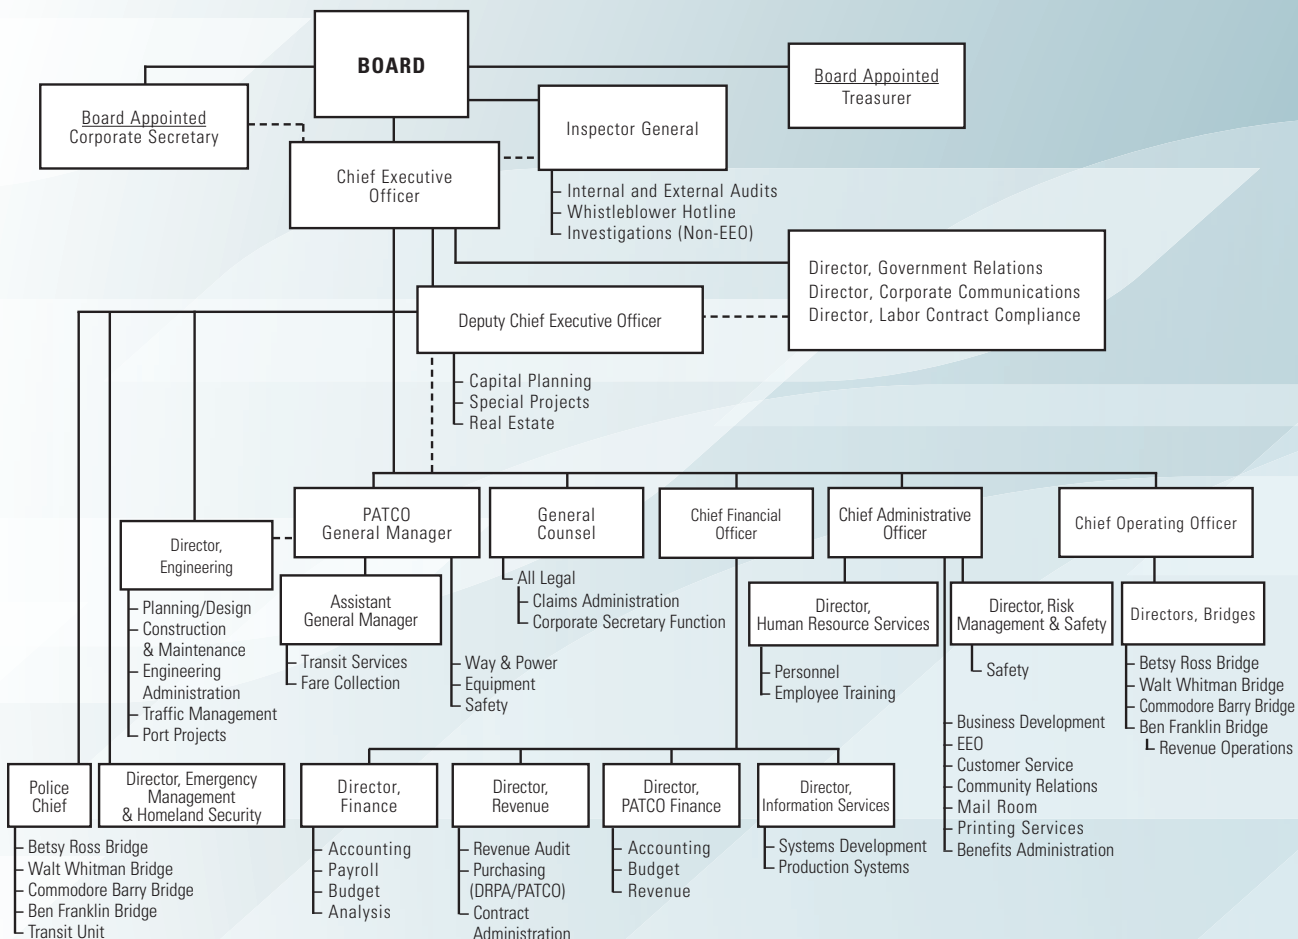 BOARD
Board Appointed
Corporate Secretary
Board Appointed
Treasurer
Inspector General
Internal and External Audits
Whistleblower Hotline
Investigations (Non-EEO)
Chief Executive
Officer
Director, Government Relations
Director, Corporate Communications
Director, Labor Contract Compliance
Deputy Chief Executive Officer
Capital Planning
Special Projects
Real Estate
Director,
Engineering
Planning/Design
Construction
& Maintenance
Engineering
Administration
Traffic Management
Port Projects
PATCO
General Manager
Assistant
General Manager
Transit Services
Fare Collection
Way & Power
Equipment
Safety
General
Counsel
All Legal
Claims Administration
Corporate Secretary Function
Chief Financial
Officer
Chief Administrative
Officer
Director,
Human Resource Services
Personnel
Employee Training
Director, Risk
Management & Safety
Safety
Business Development
EEO
Customer Service
Community Relations
Mail Room
Printing Services
Benefits Administration
Chief Operating Officer
Directors, Bridges
Betsy Ross Bridge
Walt Whitman Bridge
Commodore Barry Bridge
Ben Franklin Bridge
Revenue Operations
Police
Chief
Betsy Ross Bridge
Walt Whitman Bridge
Commodore Barry Bridge
Ben Franklin Bridge
Transit Unit
Director, Emergency
Management
& Homeland Security
Director,
Finance
Accounting
Payroll
Budget
Analysis
Director,
Revenue
Revenue Audit
Purchasing
(DRPA/PATCO)
Contract
Administration
Director,
PATCO Finance
Accounting
Budget
Revenue
Director,
Information Services
Systems Development
Production Systems